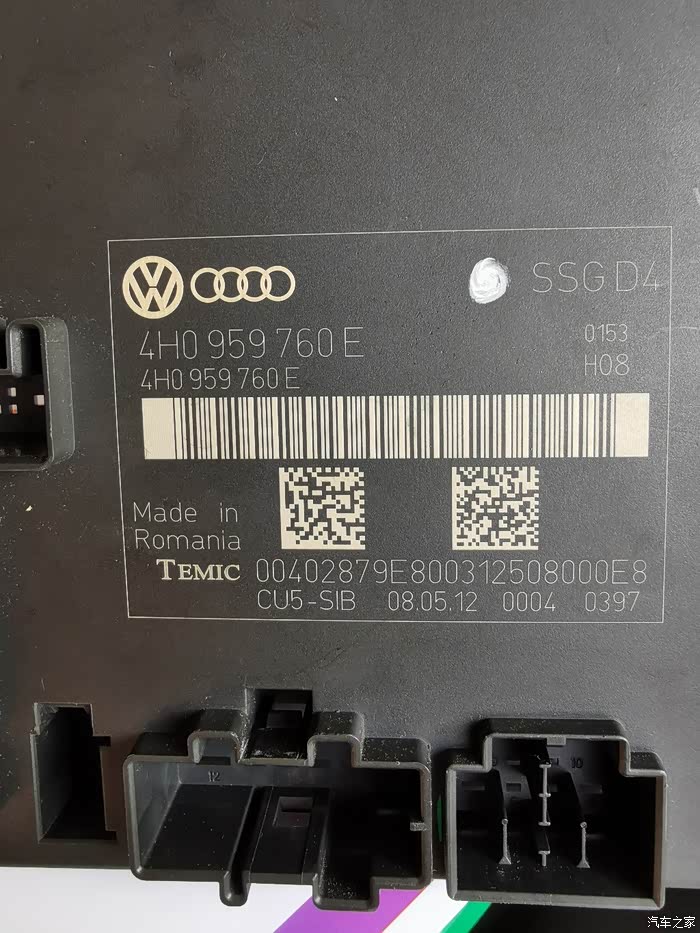 SSG D4
4H0 959 760 E
0153
4H0 959 760 E
H08
Made in
Romania
TEMIC 00402879E800312508000E8
CU5-SIB 08.05.12 0004 0397
12
10
汽车之家